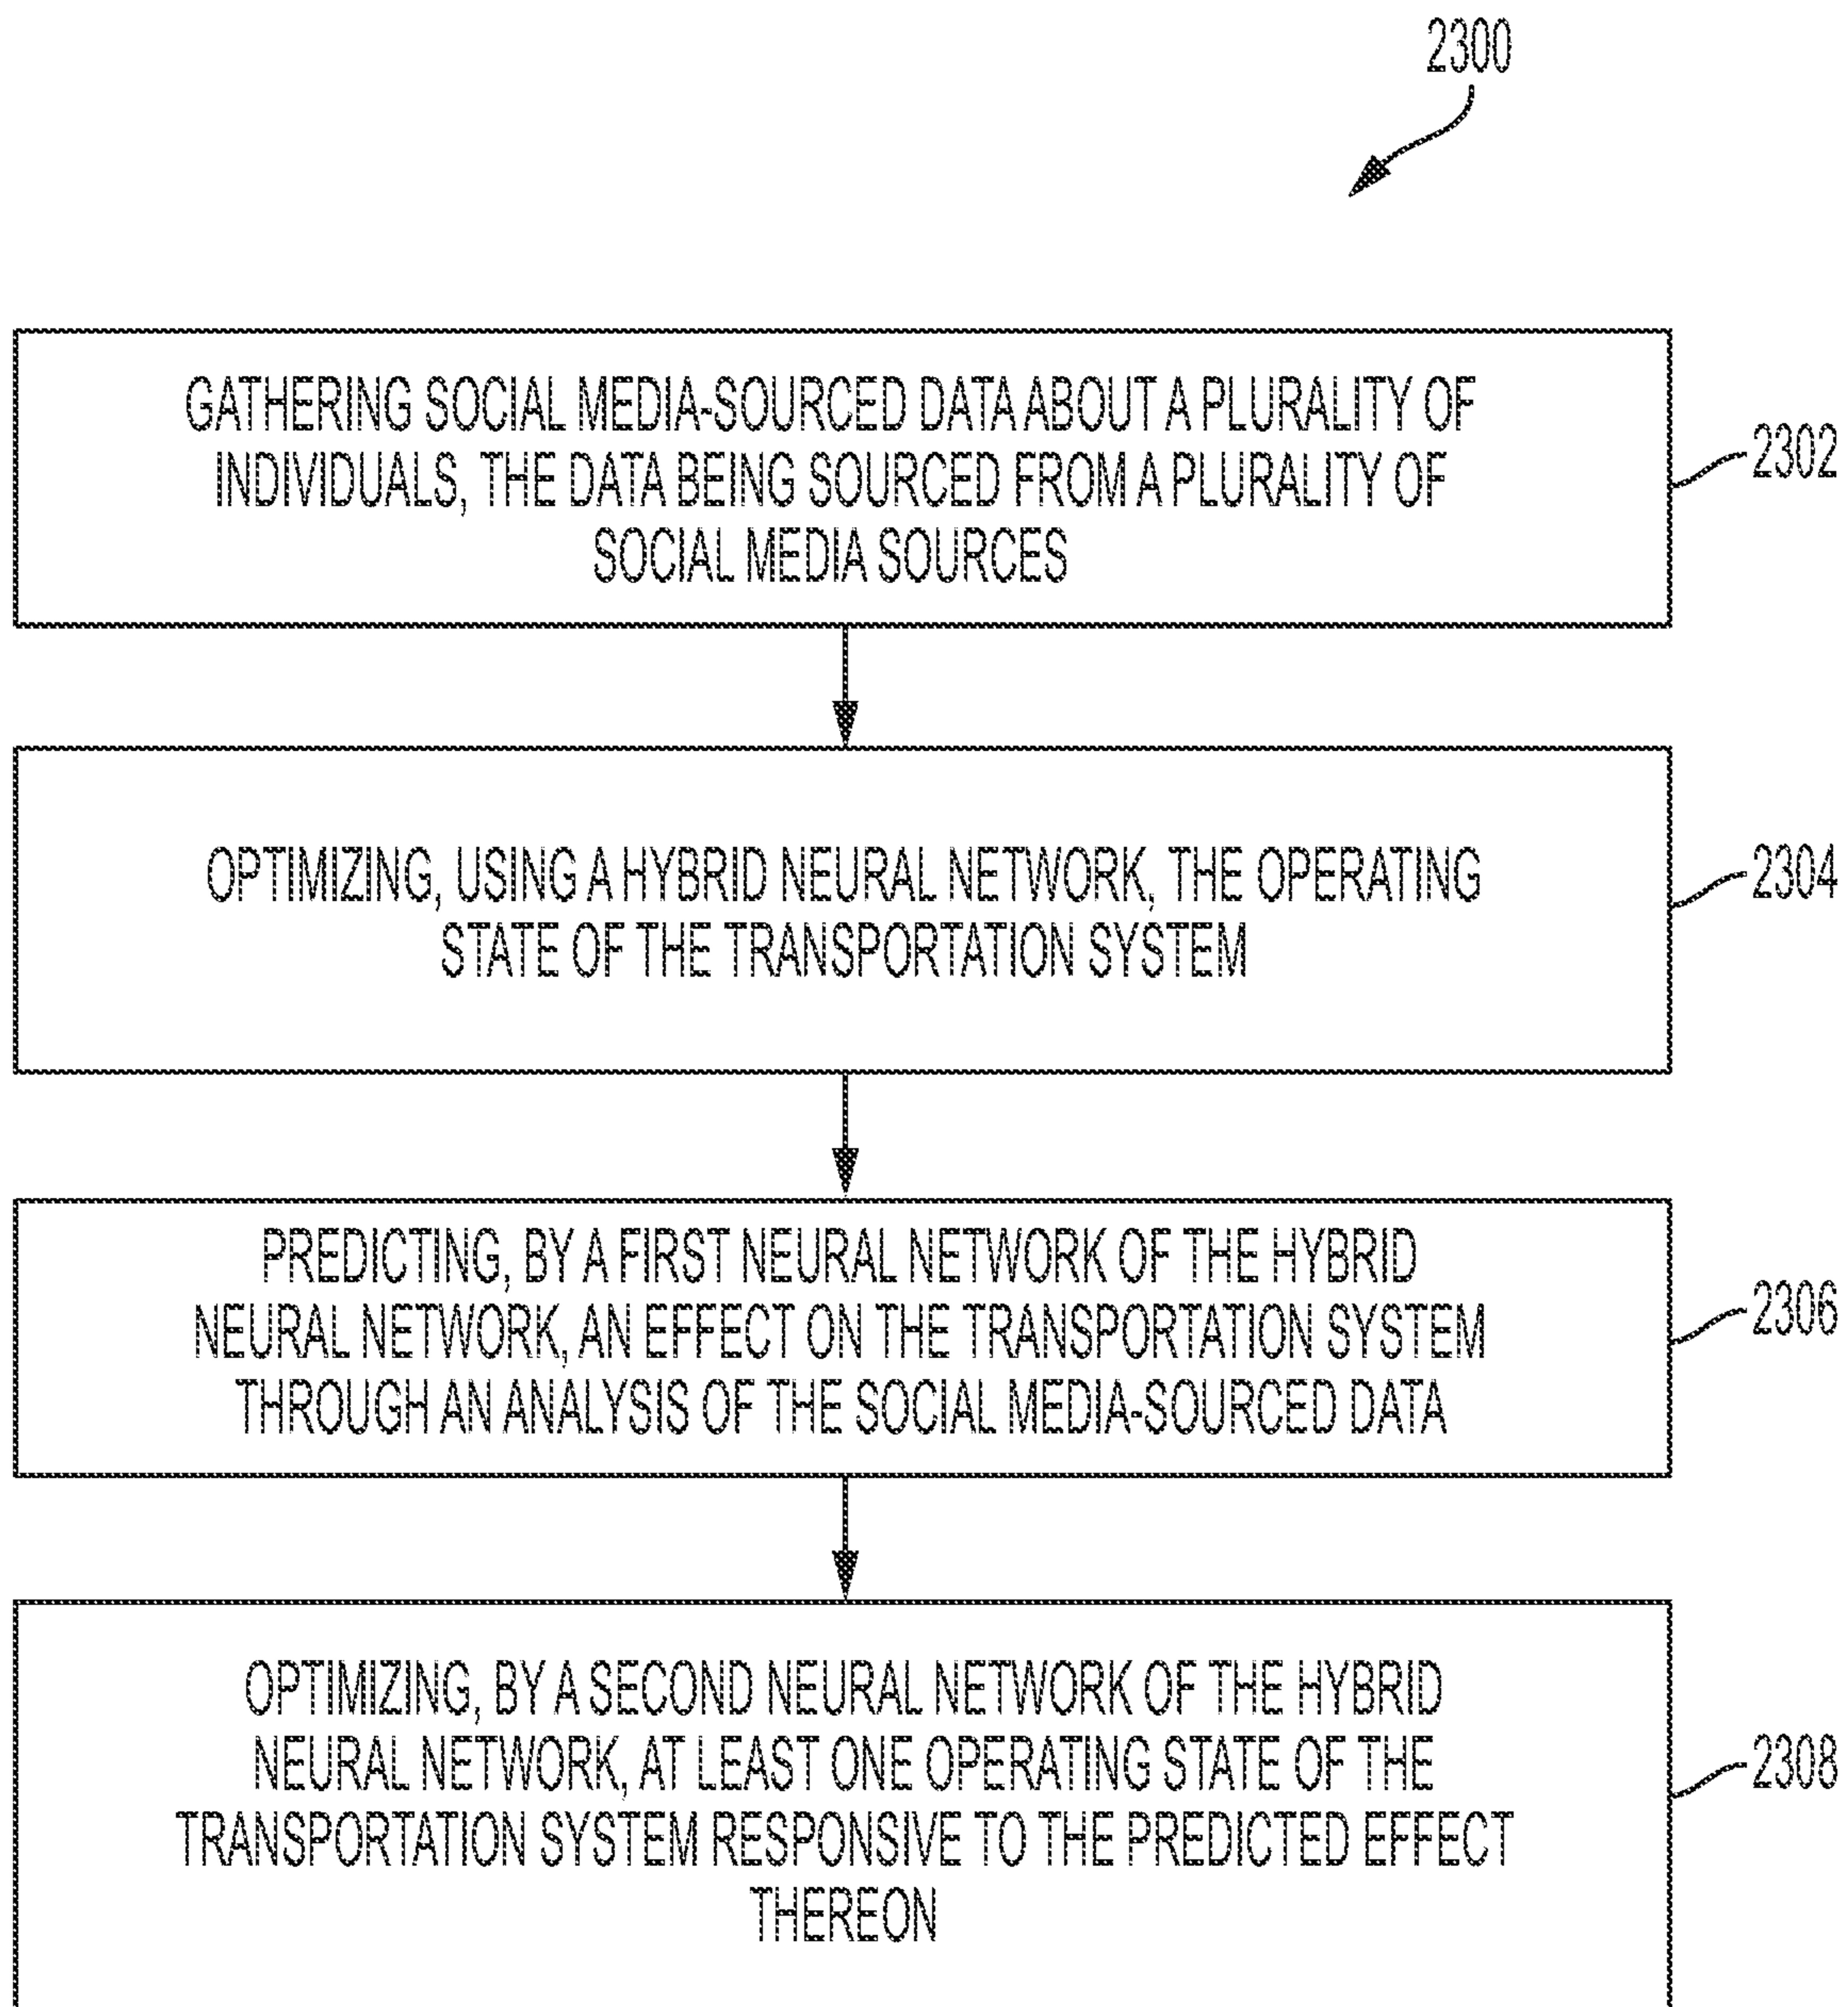 2300
GATHERING SOCIAL MEDIA-SOURCED DATA ABOUT A PLURALITY OF
INDIVIDUALS, THE DATA BEING SOURCED FROM A PLURALITY OF
SOCIAL MEDIA SOURCES
2302
OPTIMIZING, USING A HYBRID NEURAL NETWORK, THE OPERATING
STATE OF THE TRANSPORTATION SYSTEM
2304
PREDICTING, BY A FIRST NEURAL NETWORK OF THE HYBRID
NEURAL NETWORK, AN EFFECT ON THE TRANSPORTATION SYSTEM
THROUGH AN ANALYSIS OF THE SOCIAL MEDIA-SOURCED DATA
2306
OPTIMIZING, BY A SECOND NEURAL NETWORK OF THE HYBRID
NEURAL NETWORK, AT LEAST ONE OPERATING STATE OF THE
TRANSPORTATION SYSTEM RESPONSIVE TO THE PREDICTED EFFECT
THEREON
2308